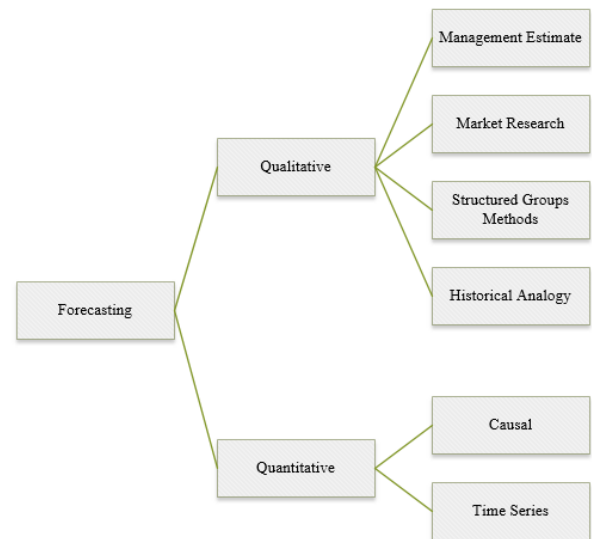 Management Estimate
Market Research
Qualitative
Structured Groups
Methods
Historical Analogy
Forecasting
Causal
Quantitative
Time Series